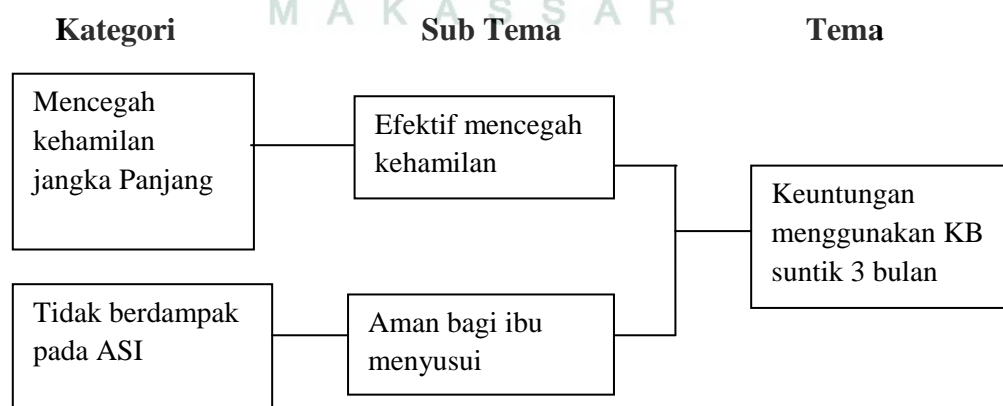 MAKASSAR
Kategori Sub Tema Tema
Mencegah
kehamilan
jangka Panjang
Efektif mencegah
kehamilan
Keuntungan
menggunakan KB
suntik 3 bulan
Tidak berdampak
pada ASI
Aman bagi ibu
menyusui